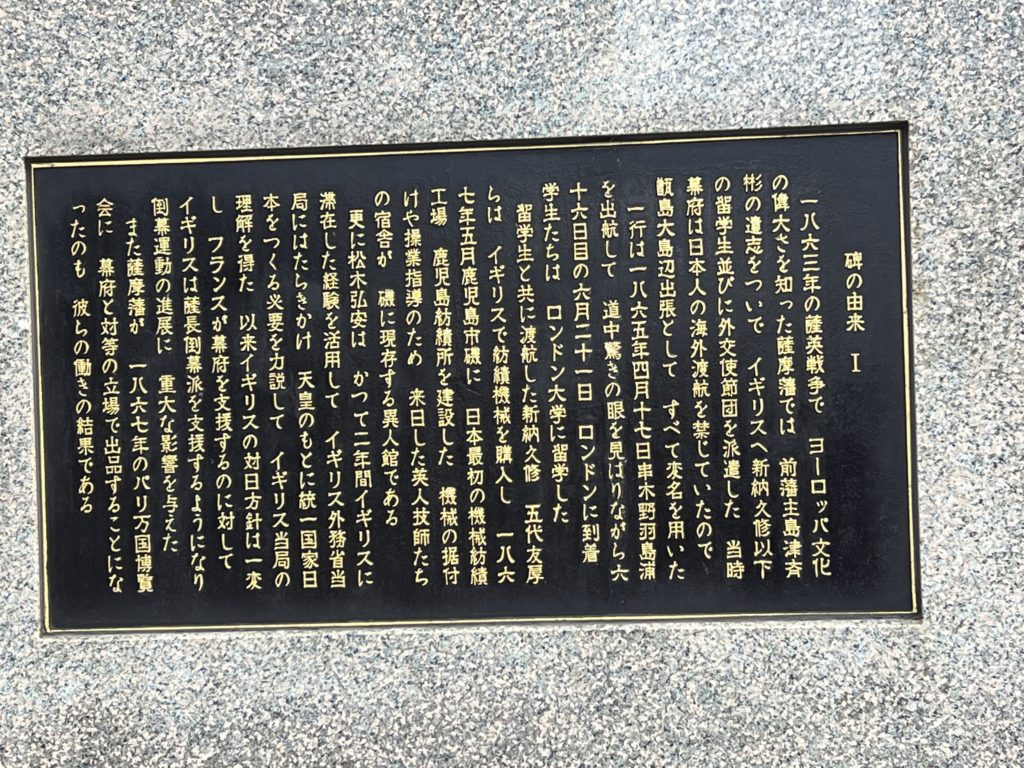 碑の由来 Ⅰ
一八六三年の薩英戦争で ヨーロッパ文化
の偉大さを知った薩摩藩では 前藩主島津斉
彬の遺志をついで イギリスへ新納久修以下
の留学生並びに外交使節団を派遣した 当時
幕府は日本人の海外渡航を禁じていたので
甑島大島辺出張として すべて変名を用いた
一行は一八六五年四月十七日串木野羽島浦
を出航して 道中驚きの眼を見はりながら六
十六日目の六月二十一日 ロンドンに到着
学生たちは ロンドン大学に留学した
留学生と共に渡航した新納久修 五代友厚
らは イギリスで紡績機械を購入し 一八六
七年五月鹿児島市磯に 日本最初の機械紡績
工場 鹿児島紡績所を建設した 機械の据付
けや操業指導のため 来日した英人技師たち
の宿舎が 磯に現存する異人館である
更に松木弘安は かつて二年間イギリスに
滞在した経験を活用して イギリス外務省当
局にはたらきかけ 天皇のもとに統一国家日
本をつくる必要を力説して イギリス当局の
理解を得た 以来イギリスの対日方針は一変
し フランスが幕府を支援するのに対して
イギリスは薩長倒幕派を支援するようになり
倒幕運動の進展に 重大な影響を与えた
また薩摩藩が 一八六七年のパリ万国博覧
会に 幕府と対等の立場で出品することにな
ったのも 彼らの働きの結果である